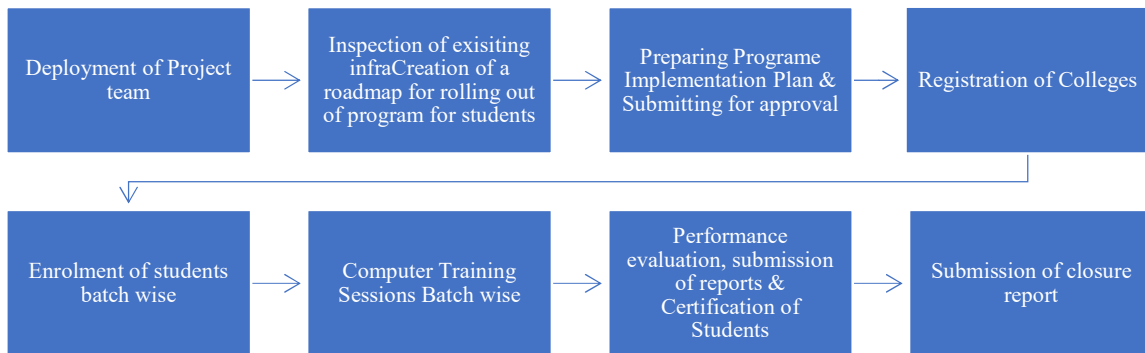 Deployment of Project
team
Inspection of exisiting
infraCreation of a
roadmap for rolling out
of program for students
Preparing Programe
Implementation Plan &
Submitting for approval
Registration of Colleges
Enrolment of students
batch wise
Computer Training
Sessions Batch wise
Performance
evaluation, submission
of reports &
Certification of
Students
Submission of closure
report